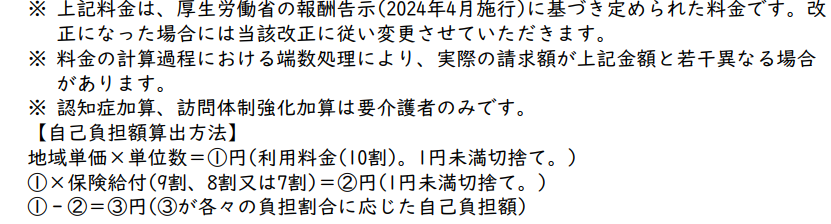 ※ 上記料金は、厚生労働省の報酬告示(2024年4月施行)に基づき定められた料金です。改
正になった場合には当該改正に従い変更させていただきます。
※ 料金の計算過程における端数処理により、実際の請求額が上記金額と若干異なる場合
があります。
※ 認知症加算、訪問体制強化加算は要介護者のみです。
【自己負担額算出方法】
地域単価×単位数＝①円(利用料金(10割)。1円未満切捨て。)
①×保険給付(9割、8割又は7割)＝②円(1円未満切捨て。)
①－②＝③円(③が各々の負担割合に応じた自己負担額)